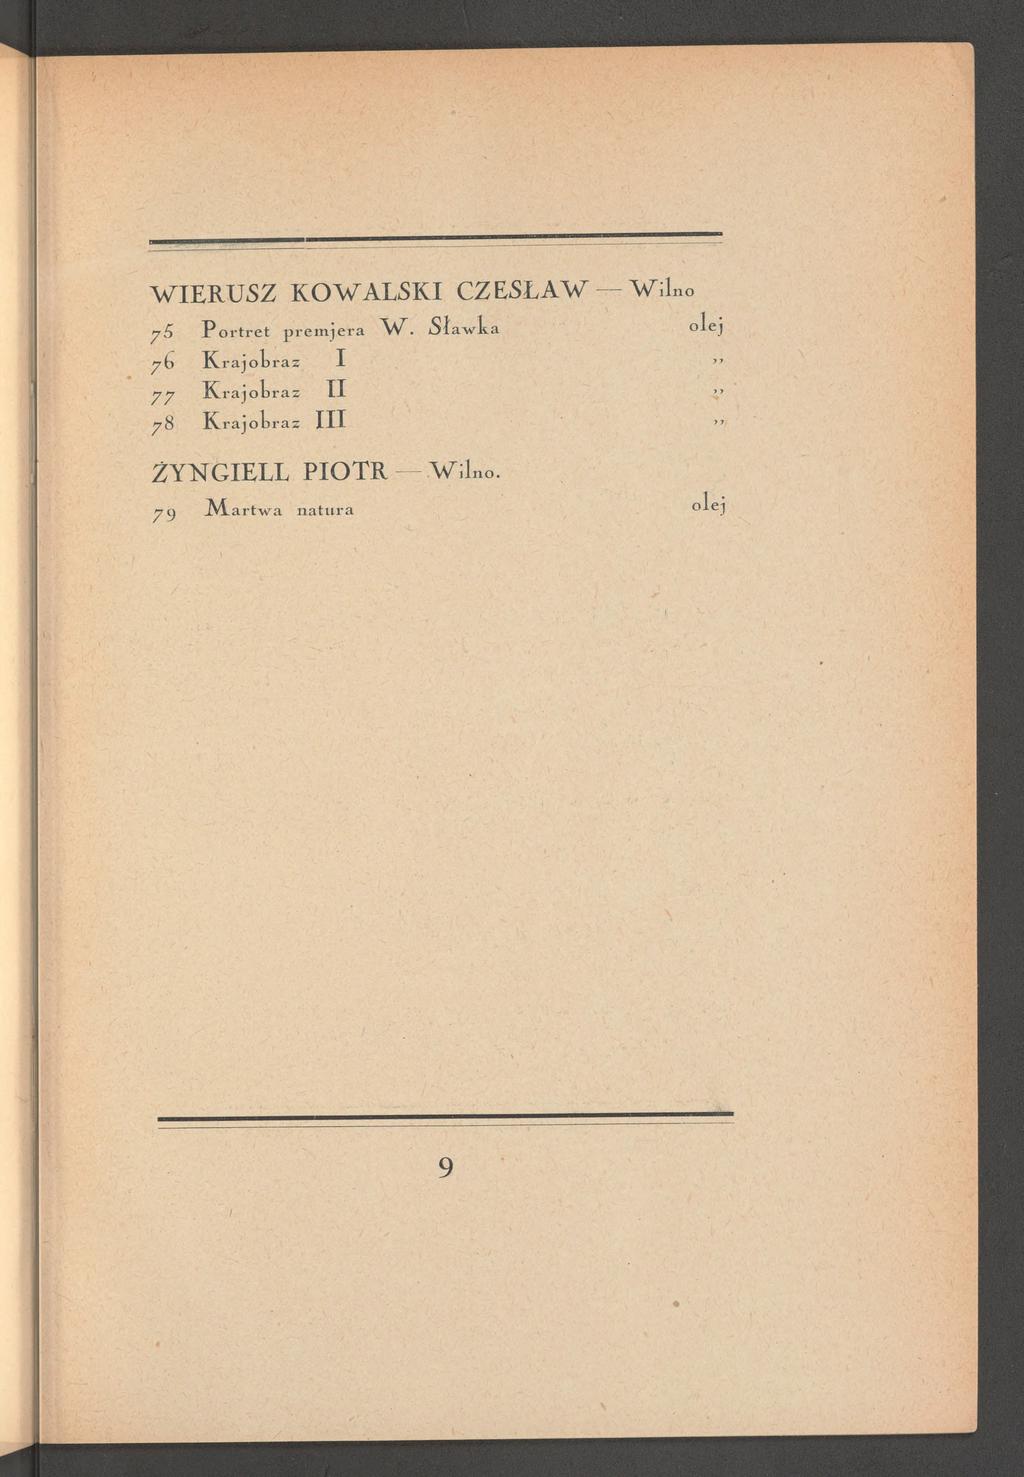 WIERUSZ KOWALSKI CZESŁAW — Wilno
75 Portret premjera W. Sławka olej
76 Krajobraz I ,,
77 Krajobraz II ,,
78 Krajobraz III ,,
ŻYNGIELL PIOTR — Wilno.
79 Martwa natura olej
9